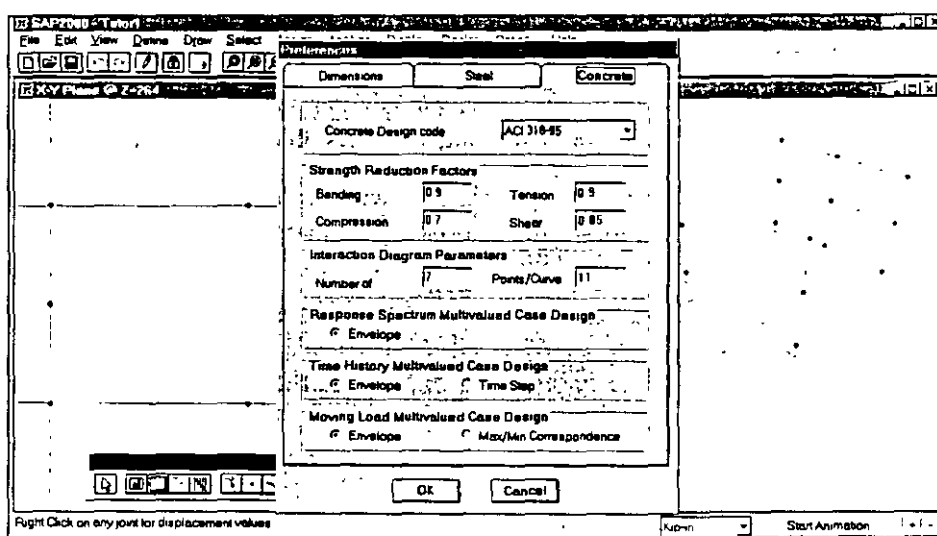 SAP2000 - Tutor1
File Edit View Define Draw Select
Preferences
X-Y Plane @ Z=264
Dimensions Steel Concrete
Concrete Design code ACI 318-95
Strength Reduction Factors
Bending 0.9 Tension 0.9
Compression 0.7 Shear 0.85
Interaction Diagram Parameters
Number of 7 Points/Curve 11
Response Spectrum Multivalued Case Design
Envelope
Time History Multivalued Case Design
Envelope Time Step
Moving Load Multivalued Case Design
Envelope Max/Min Correspondence
OK Cancel
Right Click on any joint for displacement values
Kip-in Start Animation